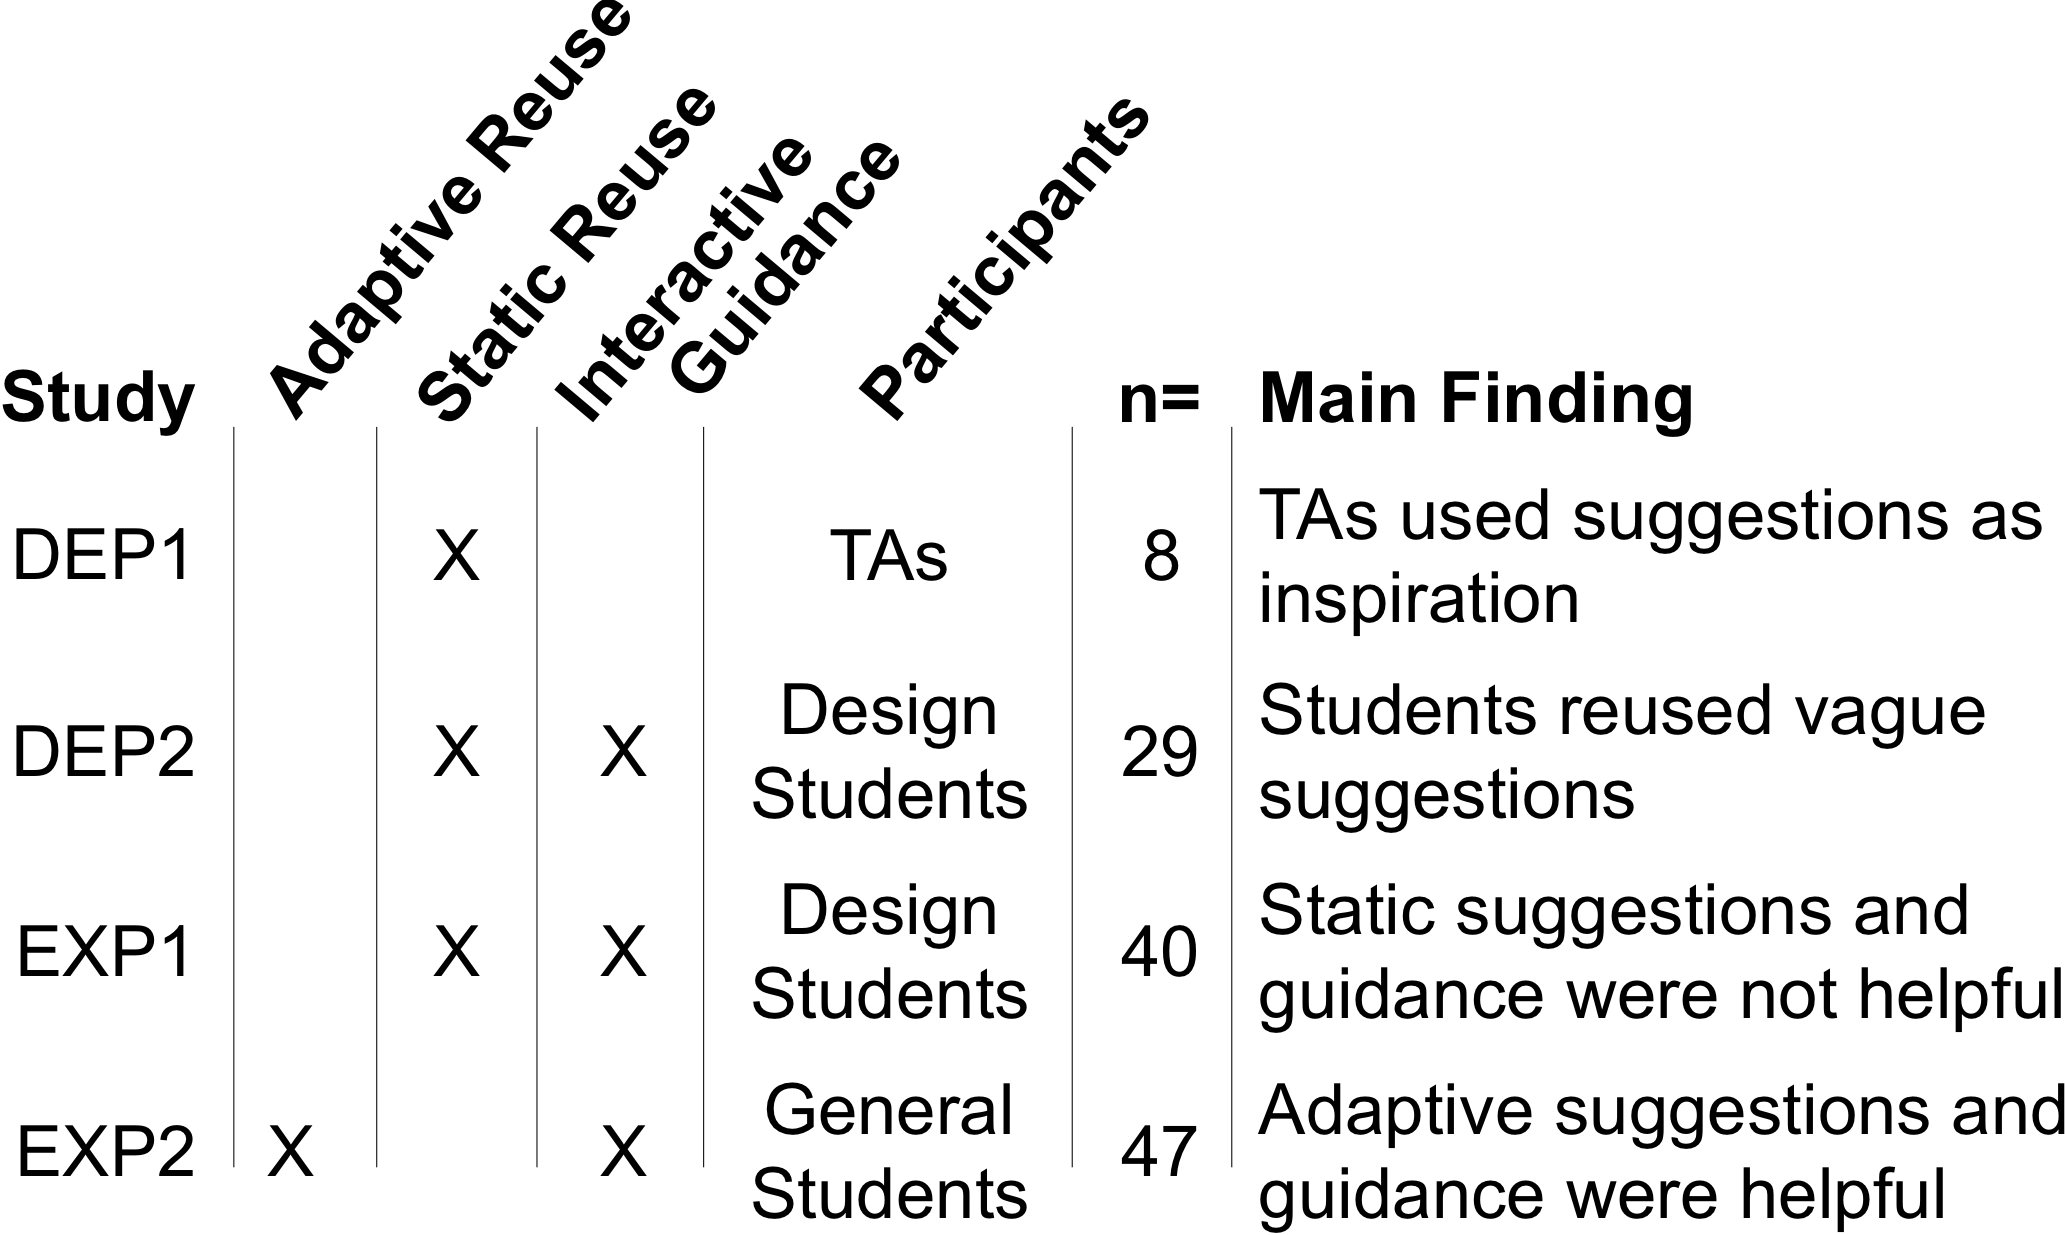 Adaptive Reuse
Static Reuse
Interactive
Guidance
Participants
Study n= Main Finding
DEP1 X TAs 8 TAs used suggestions as
inspiration
DEP2 X X Design
Students 29 Students reused vague
suggestions
EXP1 X X Design
Students 40 Static suggestions and
guidance were not helpful
EXP2 X X General
Students 47 Adaptive suggestions and
guidance were helpful